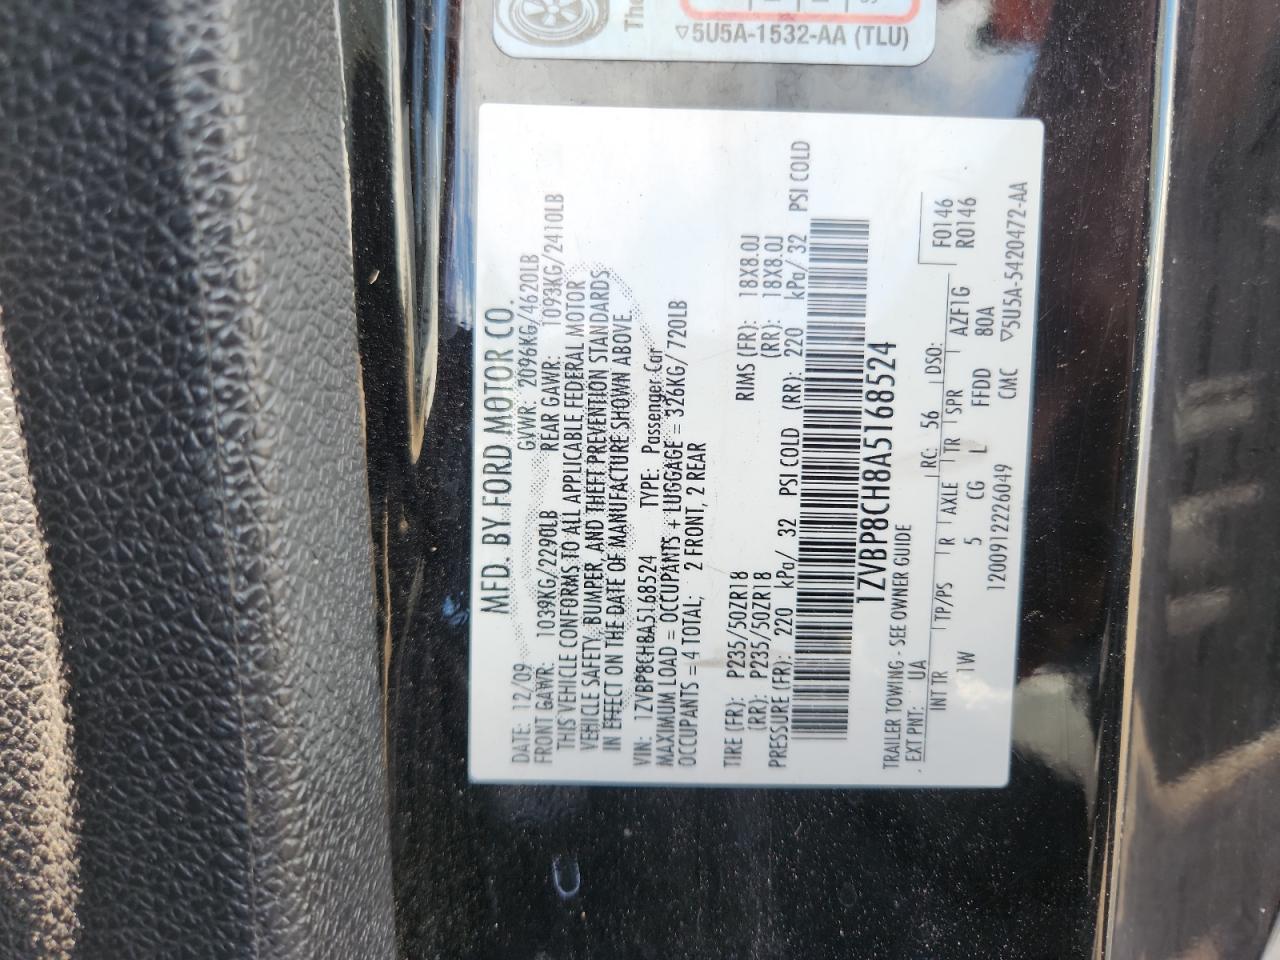 The
▽5U5A-1532-AA (TLU)
MFD. BY FORD MOTOR CO.
DATE: 12/09 GVWR: 2096KG/4620LB
FRONT GAWR: 1039KG/2290LB REAR GAWR: 1093KG/2410LB
THIS VEHICLE CONFORMS TO ALL APPLICABLE FEDERAL MOTOR
VEHICLE SAFETY, BUMPER, AND THEFT PREVENTION STANDARDS
IN EFFECT ON THE DATE OF MANUFACTURE SHOWN ABOVE.
VIN: 1ZVBP8CH8A5168524 TYPE: Passenger Car
MAXIMUM LOAD = OCCUPANTS + LUGGAGE = 326KG/720LB
OCCUPANTS = 4 TOTAL; 2 FRONT, 2 REAR
TIRE (FR): P235/50ZR18 RIMS (FR): 18X8.0J
(RR): P235/50ZR18 (RR): 18X8.0J
PRESSURE (FR): 220 kPa/ 32 PSI COLD (RR): 220 kPa/ 32 PSI COLD
1ZVBP8CH8A5168524
TRAILER TOWING - SEE OWNER GUIDE
EXT PNT: UA RC: 56 DSO: F0146
INT TR TP/PS R AXLE TR SPR AZF1G R0146
1W 5 CG L FFDD 80A
1200912226049 CMC ▽5U5A-5420472-AA